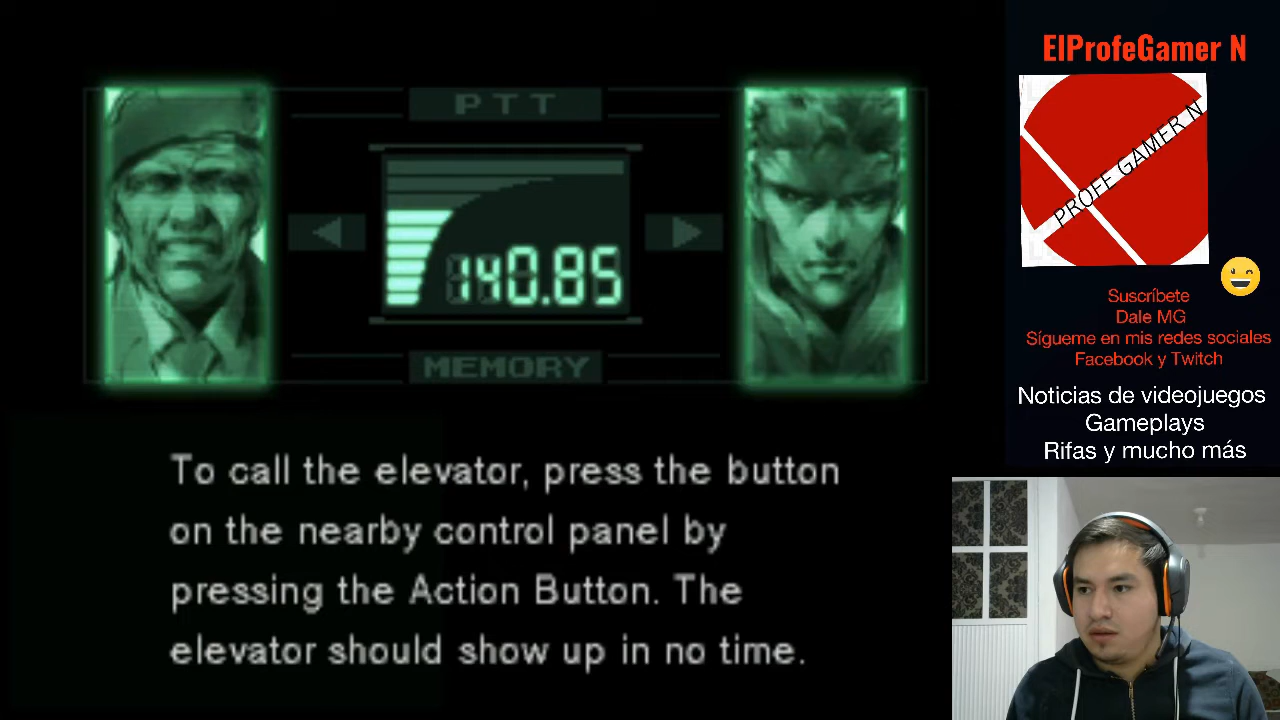 PTT
140.85
MEMORY
To call the elevator, press the button
on the nearby control panel by
pressing the Action Button. The
elevator should show up in no time.
ElProfeGamer N
PROFF GAMER N
Suscríbete
Dale MG
Sígueme en mis redes sociales
Facebook y Twitch
Noticias de videojuegos
Gameplays
Rifas y mucho más